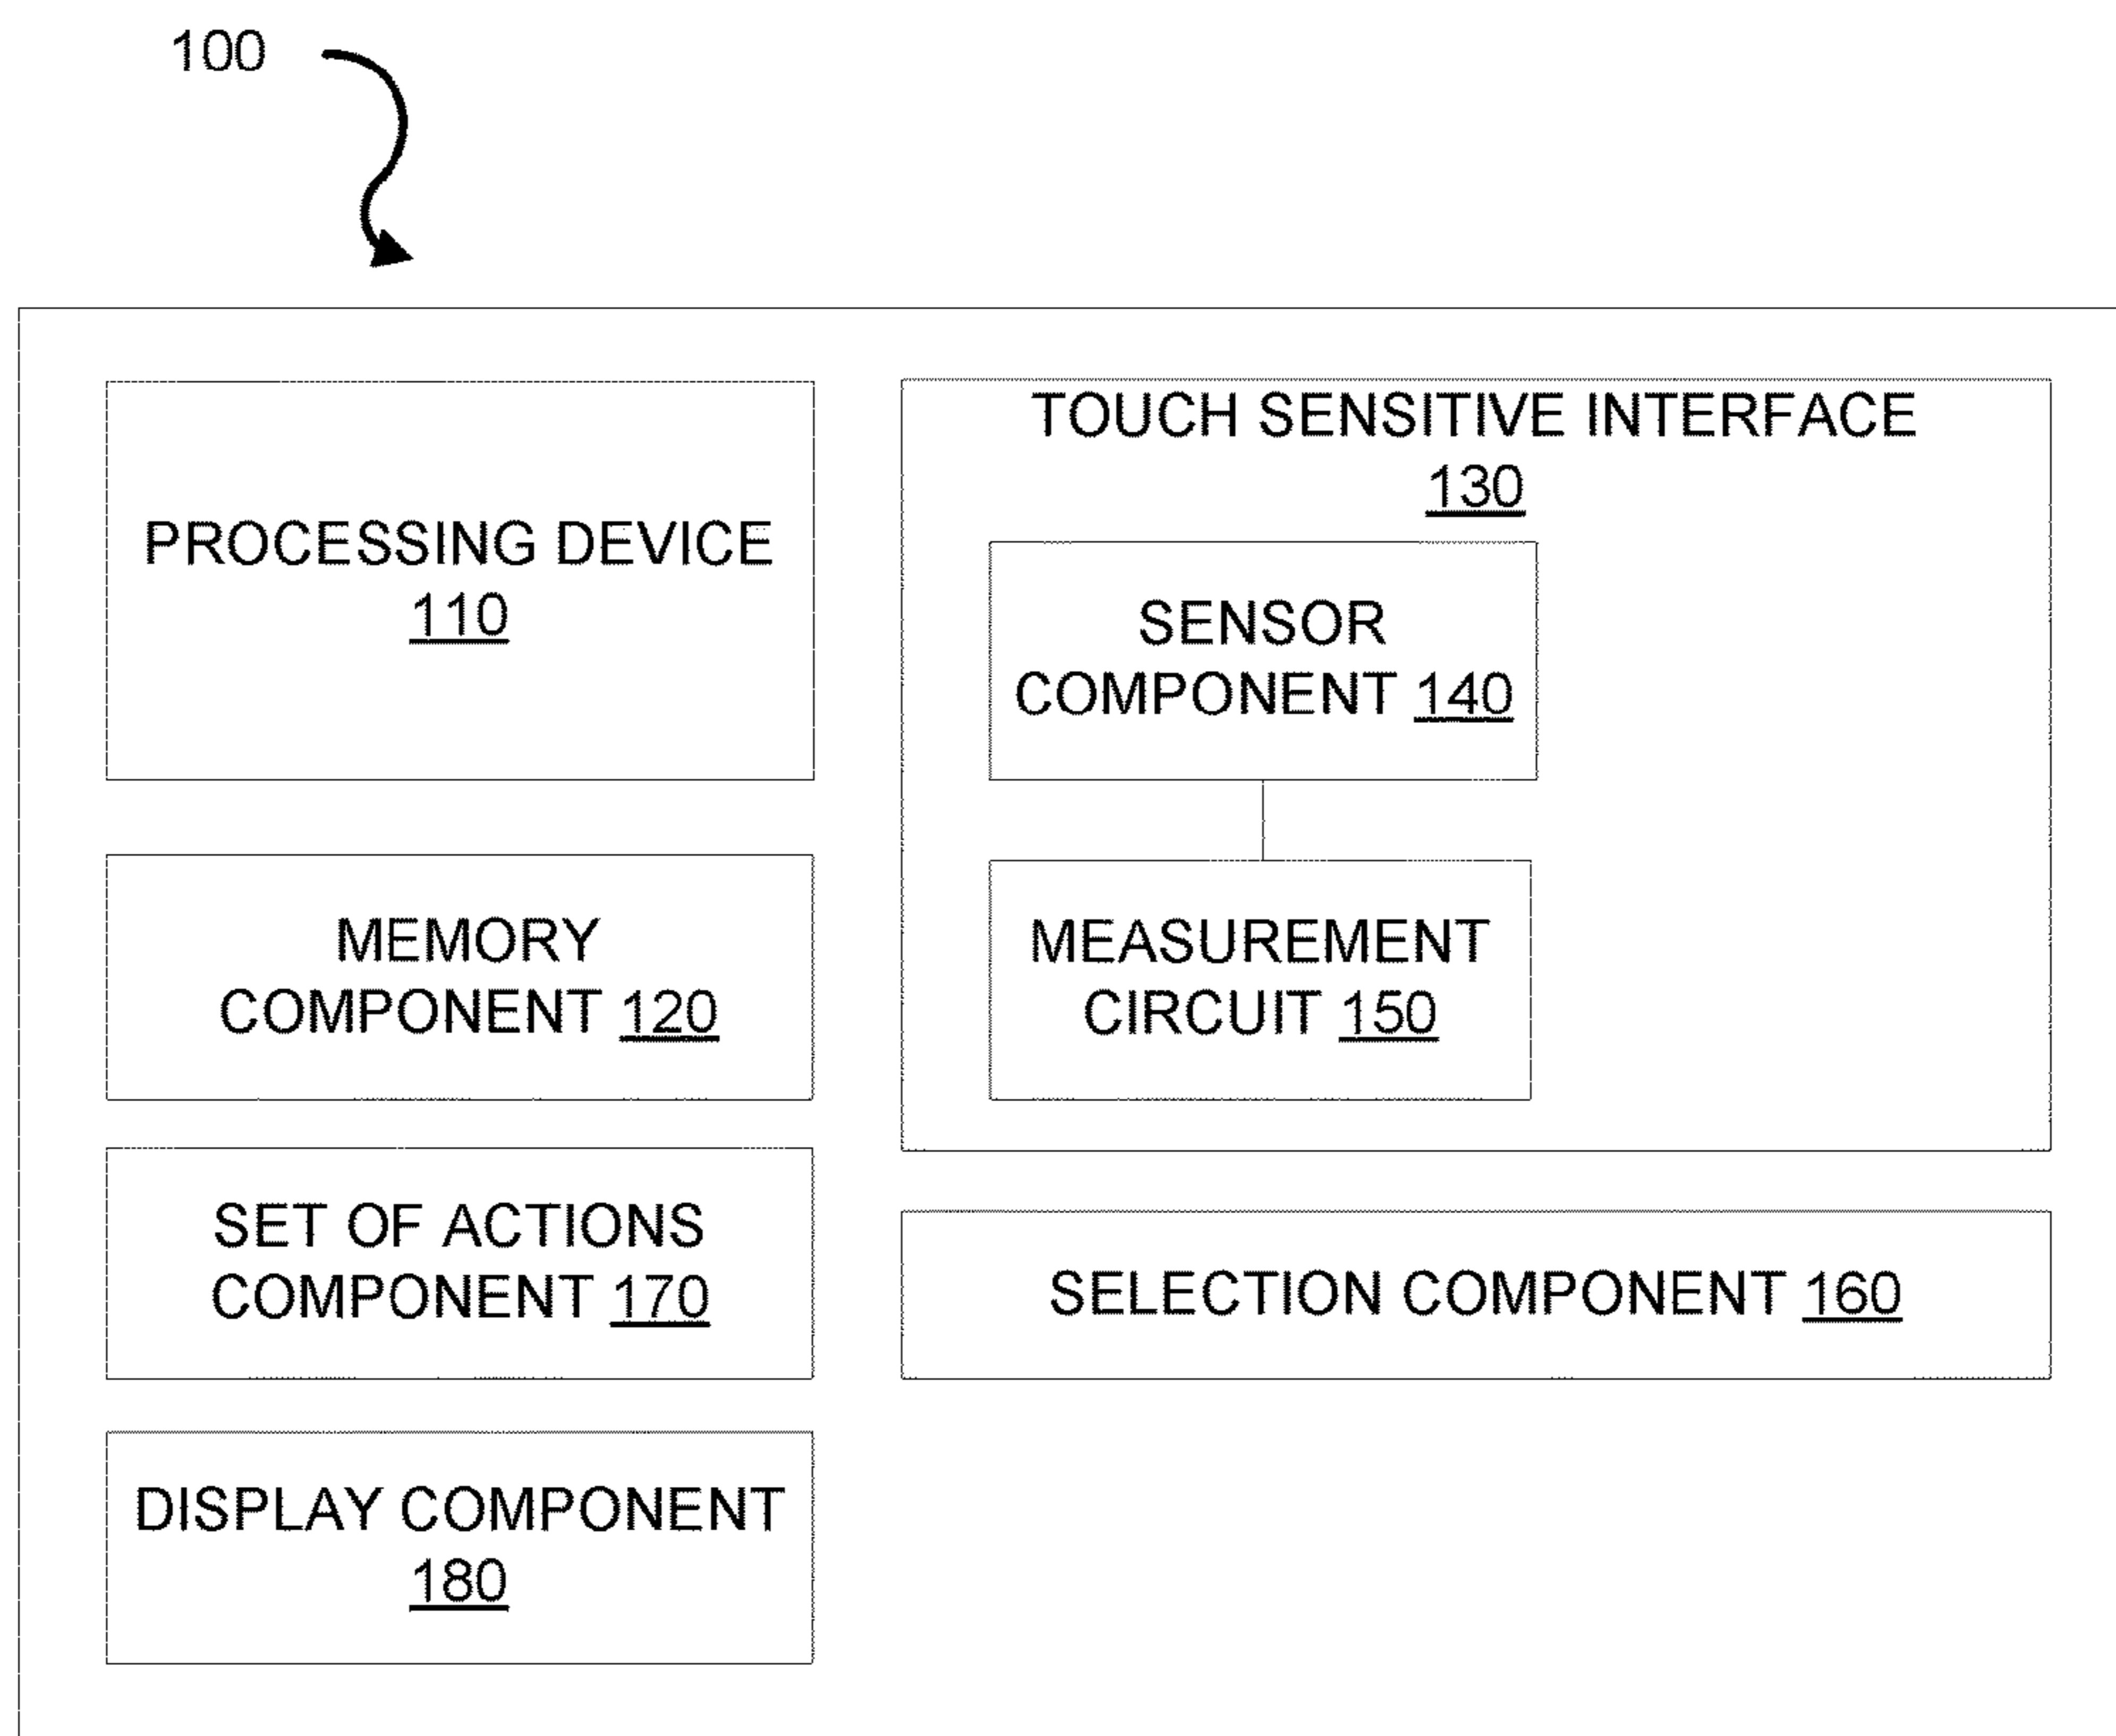 100
PROCESSING DEVICE
110
MEMORY
COMPONENT 120
SET OF ACTIONS
COMPONENT 170
DISPLAY COMPONENT
180
TOUCH SENSITIVE INTERFACE
130
SENSOR
COMPONENT 140
MEASUREMENT
CIRCUIT 150
SELECTION COMPONENT 160